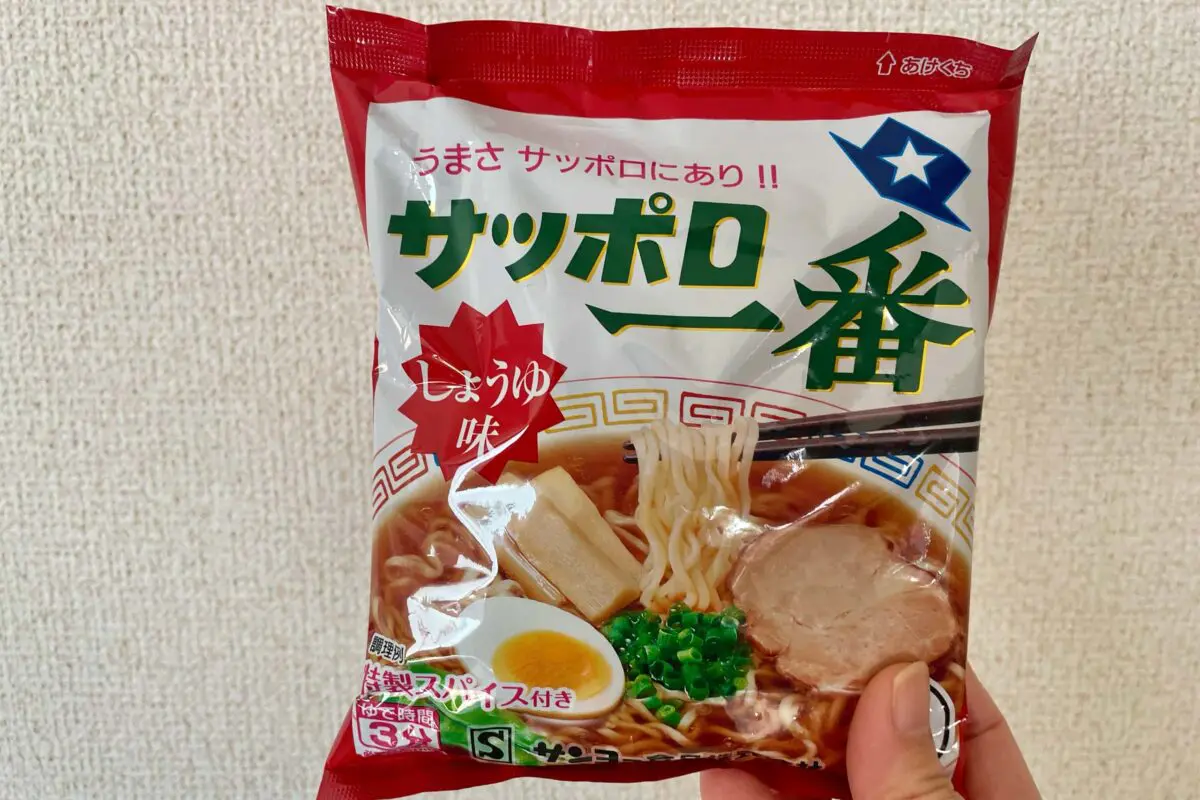 あけくち
うまさ サッポロにあり!!
サッポロ
一番
しょうゆ
味
調理例
特製スパイス付き
ゆで時間
3分
S